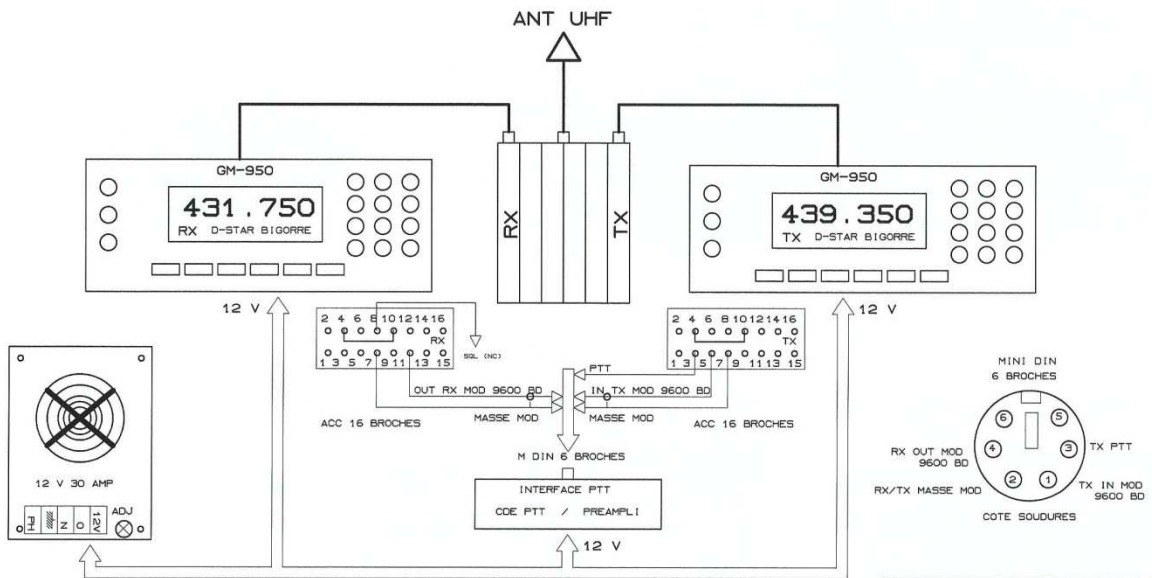 ANT UHF
GM-950
431.750
RX D-STAR BIGORRE
RX
TX
GM-950
439.350
TX D-STAR BIGORRE
12 V
12 V
2 4 6 8 10 12 14 16
RX
1 3 5 7 9 11 13 15
SQL (NC)
2 4 6 8 10 12 14 16
TX
1 3 5 7 9 11 13 15
PTT
OUT RX MOD 9600 BD
IN TX MOD 9600 BD
MASSE MOD
MASSE MOD
ACC 16 BROCHES
ACC 16 BROCHES
M DIN 6 BROCHES
INTERFACE PTT
CDE PTT / PREAMPLI
12 V
12 V 30 AMP
PH
N
O
12V
ADJ
MINI DIN
6 BROCHES
6
5
4
3
2
1
RX OUT MOD
9600 BD
TX PTT
RX/TX MASSE MOD
TX IN MOD
9600 BD
COTE SOUDURES